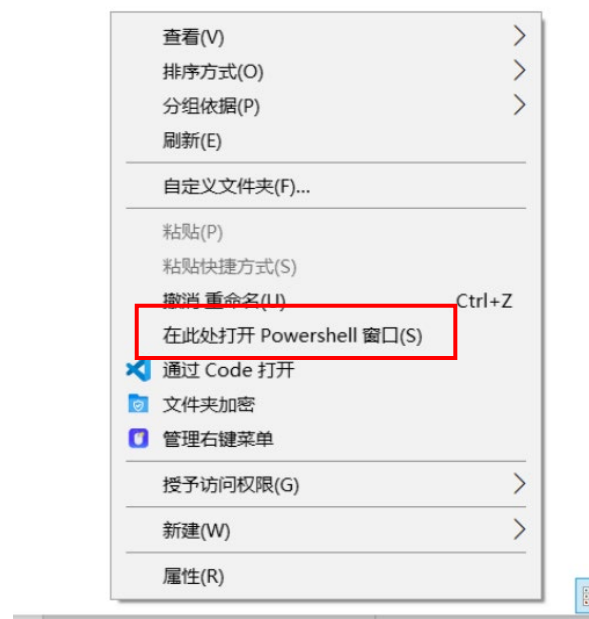 查看(V)
排序方式(O)
分组依据(P)
刷新(E)
自定义文件夹(F)...
粘贴(P)
粘贴快捷方式(S)
撤消 重命名(U) Ctrl+Z
在此处打开 Powershell 窗口(S)
通过 Code 打开
文件夹加密
管理右键菜单
授予访问权限(G)
新建(W)
属性(R)